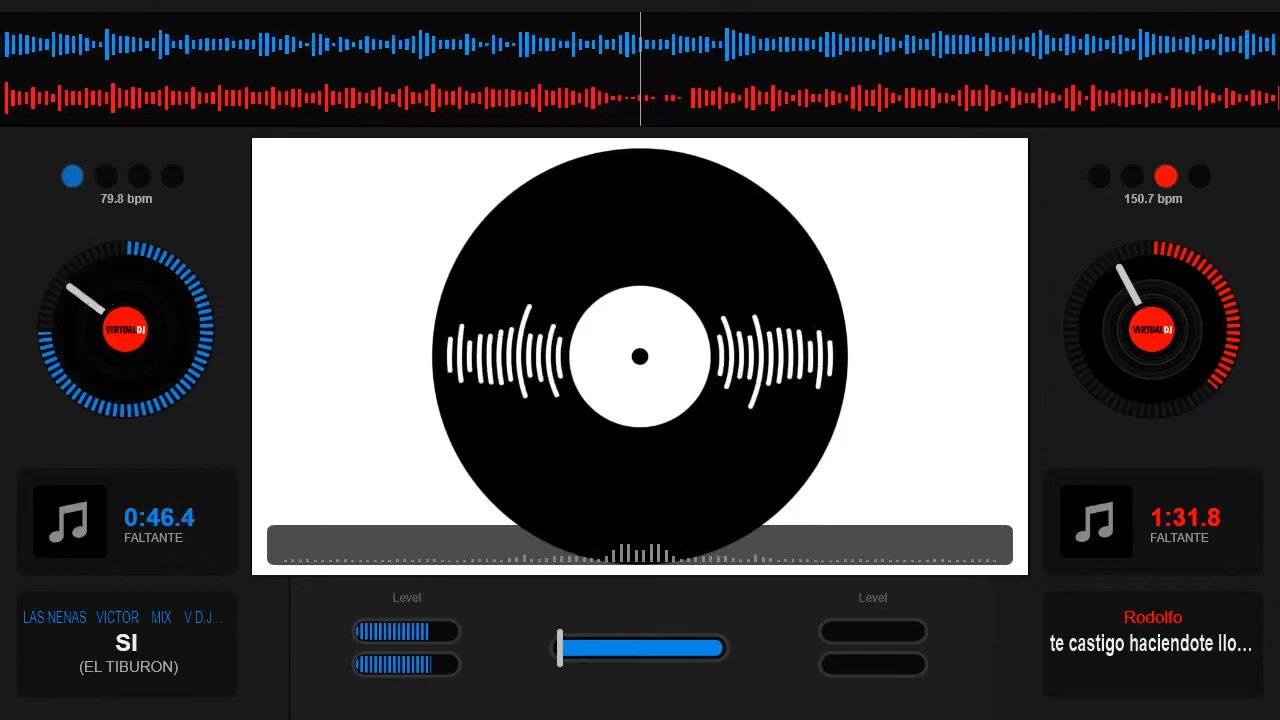 79.8 bpm
150.7 bpm
VIRTUALDJ
VIRTUALDJ
0:46.4
FALTANTE
1:31.8
FALTANTE
Level
Level
LAS NENAS VICTOR MIX V D.J...
SI
(EL TIBURON)
Rodolfo
te castigo haciendote llo...